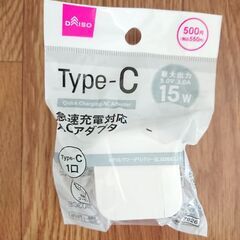 DAISO
500円
(税込550円)
Type-C
最大出力
5.0V 3.0A
15W
Quick Charging AC Adapter
急速充電対応
ACアダプタ
Type-C
1口